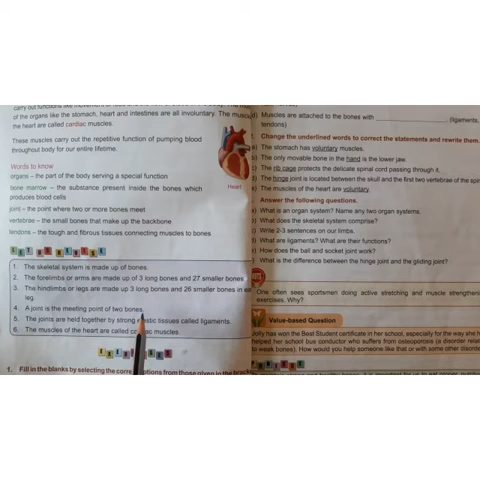 carry out functions like movement
of the organs like the stomach, heart and intestines are all involuntary. The
the heart are called cardiac muscles.
These muscles carry out the repetitive function of pumping blood
throughout body for our entire lifetime.
Words to know
organs – the part of the body serving a special function
bone marrow – the substance present inside the bones which
produces blood cells
joint – the point where two or more bones meet
vertebrae – the small bones that make up the backbone
tendons – the tough and fibrous tissues connecting muscles to bones
Heart
1. The skeletal system is made up of bones.
2. The forelimbs or arms are made up of 3 long bones and 27 smaller bones
3. The hindlimbs or legs are made up 3 long bones and 26 smaller bones in
leg.
4. A joint is the meeting point of two bones.
5. The joints are held together by strong elastic tissues called ligaments.
6. The muscles of the heart are called cardiac muscles.
1. Fill in the blanks by selecting the correct options from those given in the
Muscles are attached to the bones with (ligaments,
tendons)
Change the underlined words to correct the statements and rewrite them.
The stomach has voluntary muscles.
The only movable bone in the hand is the lower jaw.
The rib cage protects the delicate spinal cord passing through it.
The hinge joint is located between the skull and the first two vertebrae of the
The muscles of the heart are voluntary.
Answer the following questions.
What is an organ system? Name any two organ systems.
What does the skeletal system comprise?
Write 2-3 sentences on our limbs.
What are ligaments? What are their functions?
How does the ball and socket joint work?
What is the difference between the hinge joint and the gliding joint?
HOTS
One often sees sportsmen doing active stretching and muscle
exercises. Why?
Value-based Question
Jolly has won the Best Student certificate in her school, especially for the way she
helped her school bus conductor who suffers from osteoporosis (a disorder
to weak bones). How would you help someone like that or with some other